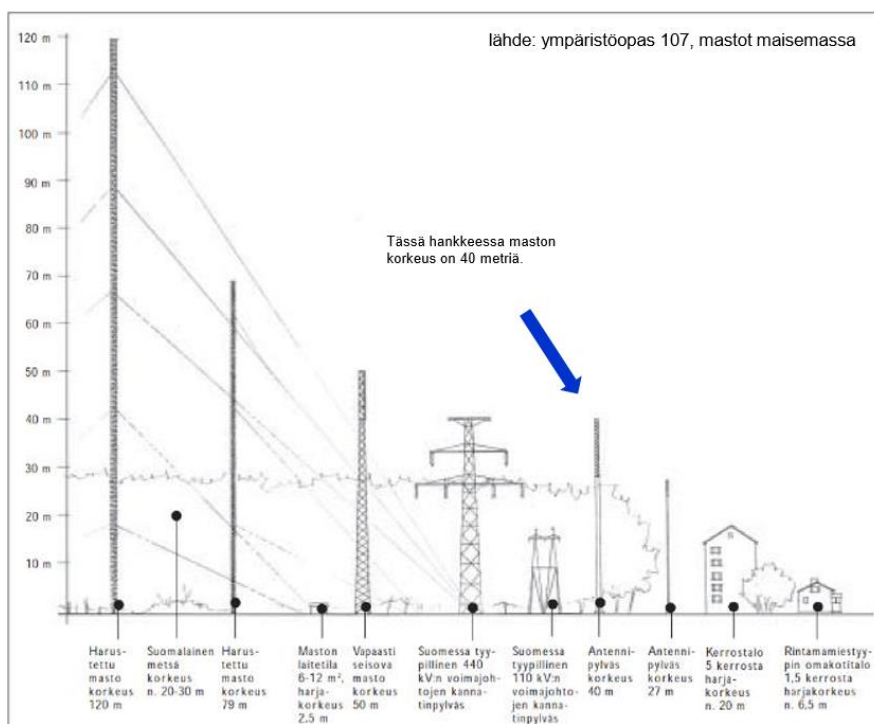 lähde: ympäristöopas 107, mastot maisemassa
120 m
110 m
100 m
90 m
80 m
70 m
60 m
50 m
40 m
30 m
20 m
10 m
Tässä hankkeessa maston
korkeus on 40 metriä.
Harus-
tettu
masto
korkeus
120 m
Suomalainen
metsä
korkeus
n. 20-30 m
Harus-
tettu
masto
korkeus
79 m
Maston
laitetila
6-12 m²,
harja-
korkeus
2,5 m
Vapaasti
seisova
masto
korkeus
50 m
Suomessa tyy-
pillinen 440
kV:n voimajoh-
tojen kanna-
tinpylväs
Suomessa
tyypillinen
110 kV:n
voimajohto-
jen kannat-
tinpylväs
Antenni-
pylväs
korkeus
40 m
Antenni-
pylväs
korkeus
27 m
Kerrostalo
5 kerrosta
harja-
korkeus
n. 20 m
Rintamamiestyy-
pin omakotitalo
1,5 kerrosta
harjakorkeus
n. 6,5 m